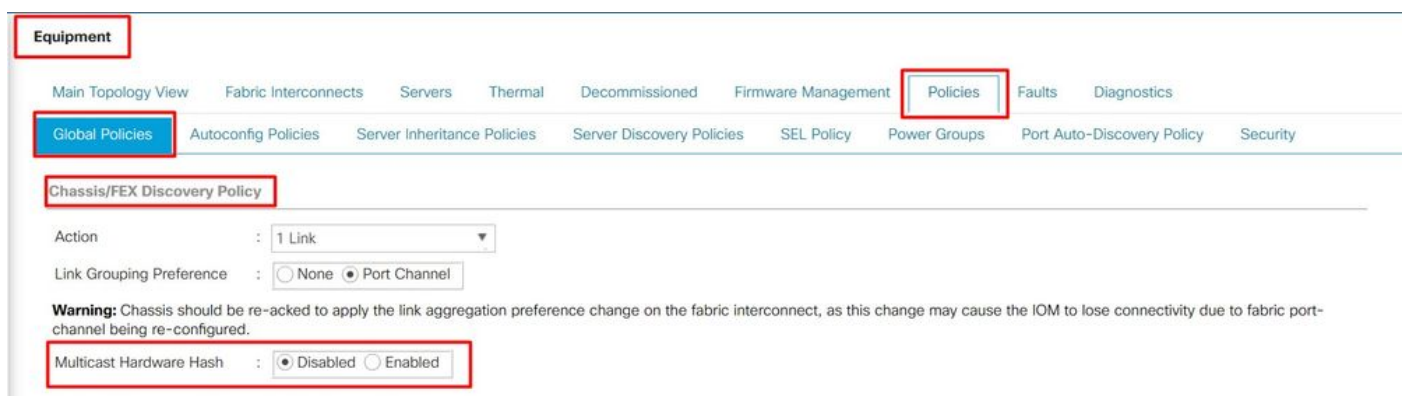 Equipment
Main Topology View Fabric Interconnects Servers Thermal Decommissioned Firmware Management Policies Faults Diagnostics
Global Policies Autoconfig Policies Server Inheritance Policies Server Discovery Policies SEL Policy Power Groups Port Auto-Discovery Policy Security
Chassis/FEX Discovery Policy
Action : 1 Link
Link Grouping Preference : None Port Channel
Warning: Chassis should be re-acked to apply the link aggregation preference change on the fabric interconnect, as this change may cause the IOM to lose connectivity due to fabric port-
channel being re-configured.
Multicast Hardware Hash : Disabled Enabled